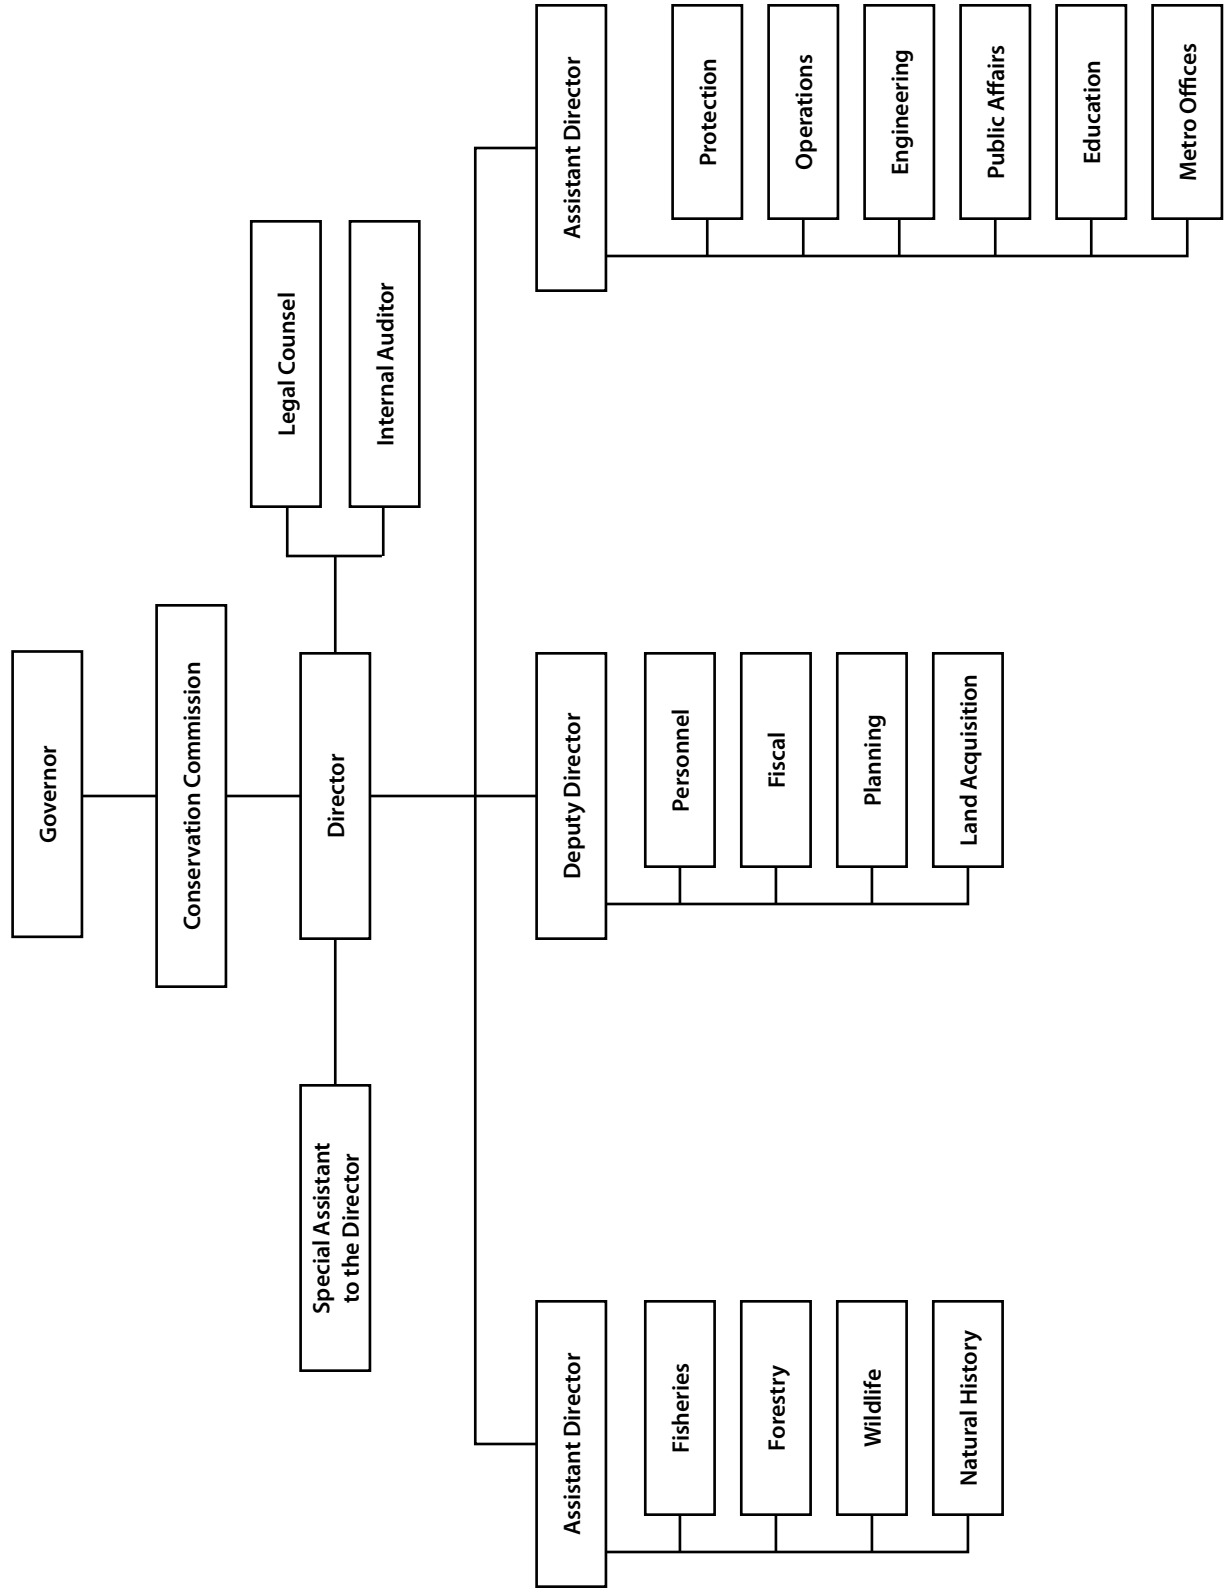 Governor
Conservation Commission
Special Assistant
to the Director
Director
Legal Counsel
Internal Auditor
Assistant Director
Fisheries
Forestry
Wildlife
Natural History
Deputy Director
Personnel
Fiscal
Planning
Land Acquisition
Assistant Director
Protection
Operations
Engineering
Public Affairs
Education
Metro Offices